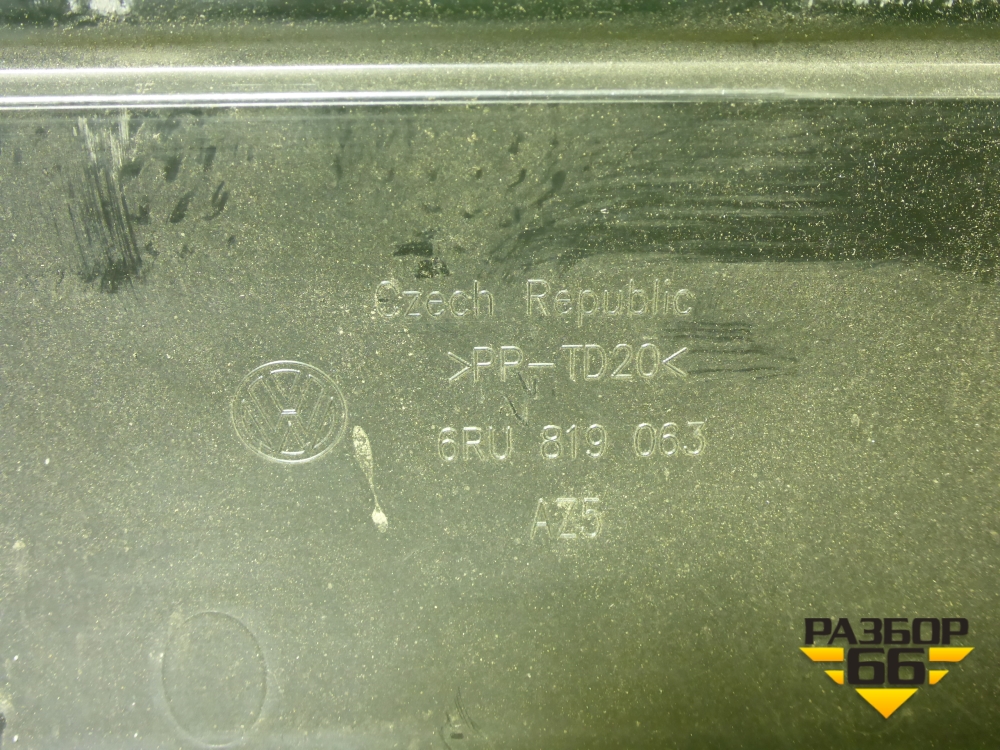 Czech Republic
>PP-TD20<
6RU 819 063
AZ5
РАЗБОР
66